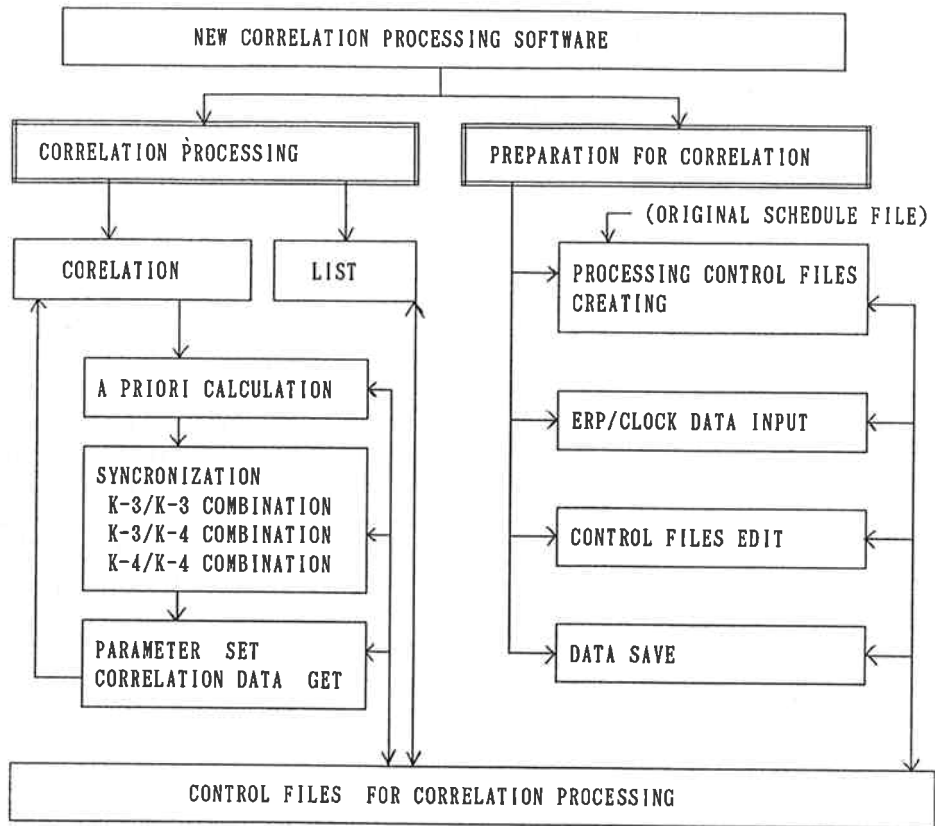 NEW CORRELATION PROCESSING SOFTWARE
CORRELATION PROCESSING
PREPARATION FOR CORRELATION
(ORIGINAL SCHEDULE FILE)
CORELATION
LIST
PROCESSING CONTROL FILES
CREATING
A PRIORI CALCULATION
ERP/CLOCK DATA INPUT
SYNCRONIZATION
K-3/K-3 COMBINATION
K-3/K-4 COMBINATION
K-4/K-4 COMBINATION
CONTROL FILES EDIT
PARAMETER SET
CORRELATION DATA GET
DATA SAVE
CONTROL FILES FOR CORRELATION PROCESSING